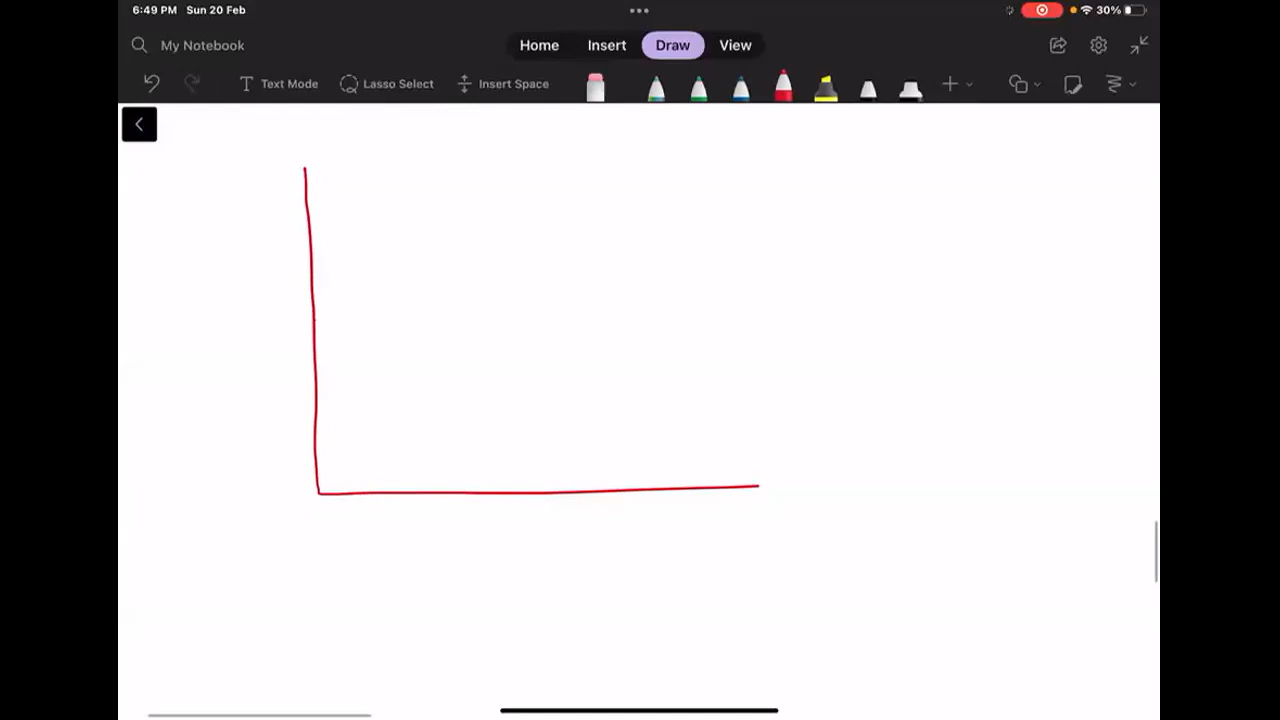 6:49 PM Sun 20 Feb
30%
My Notebook
Home Insert Draw View
Text Mode Lasso Select Insert Space